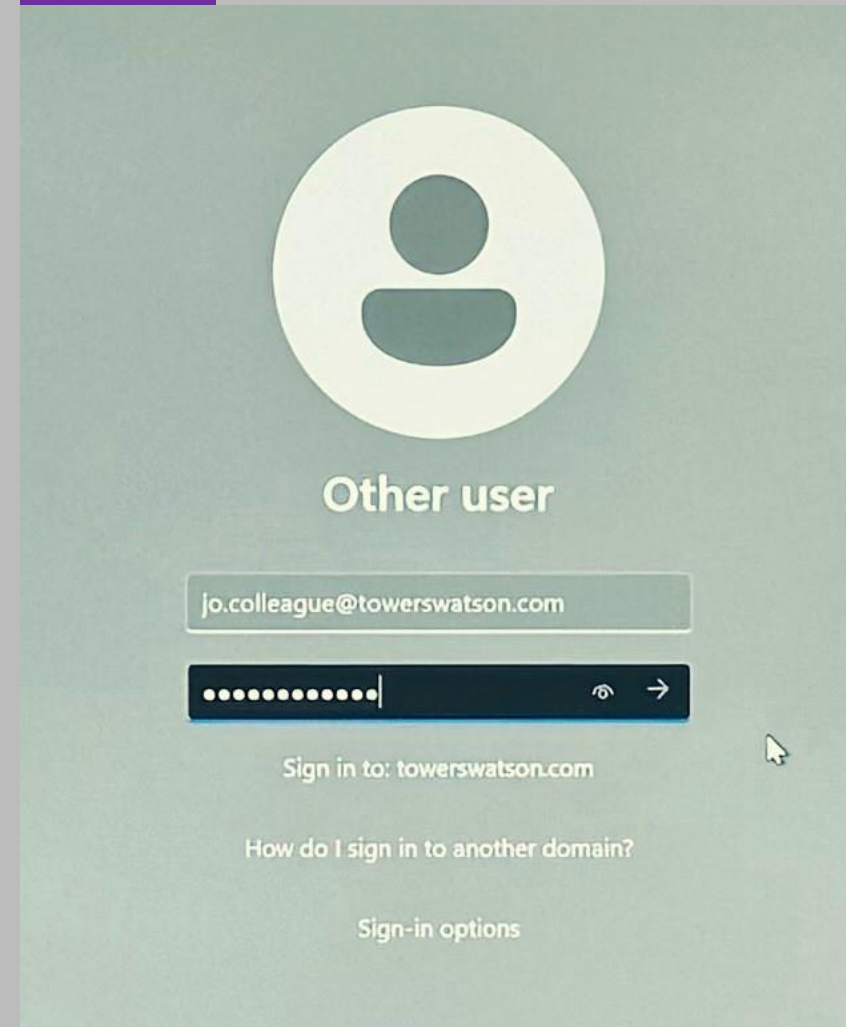 Other user
jo.colleague@towerswatson.com
••••••••••••
Sign in to: towerswatson.com
How do I sign in to another domain?
Sign-in options